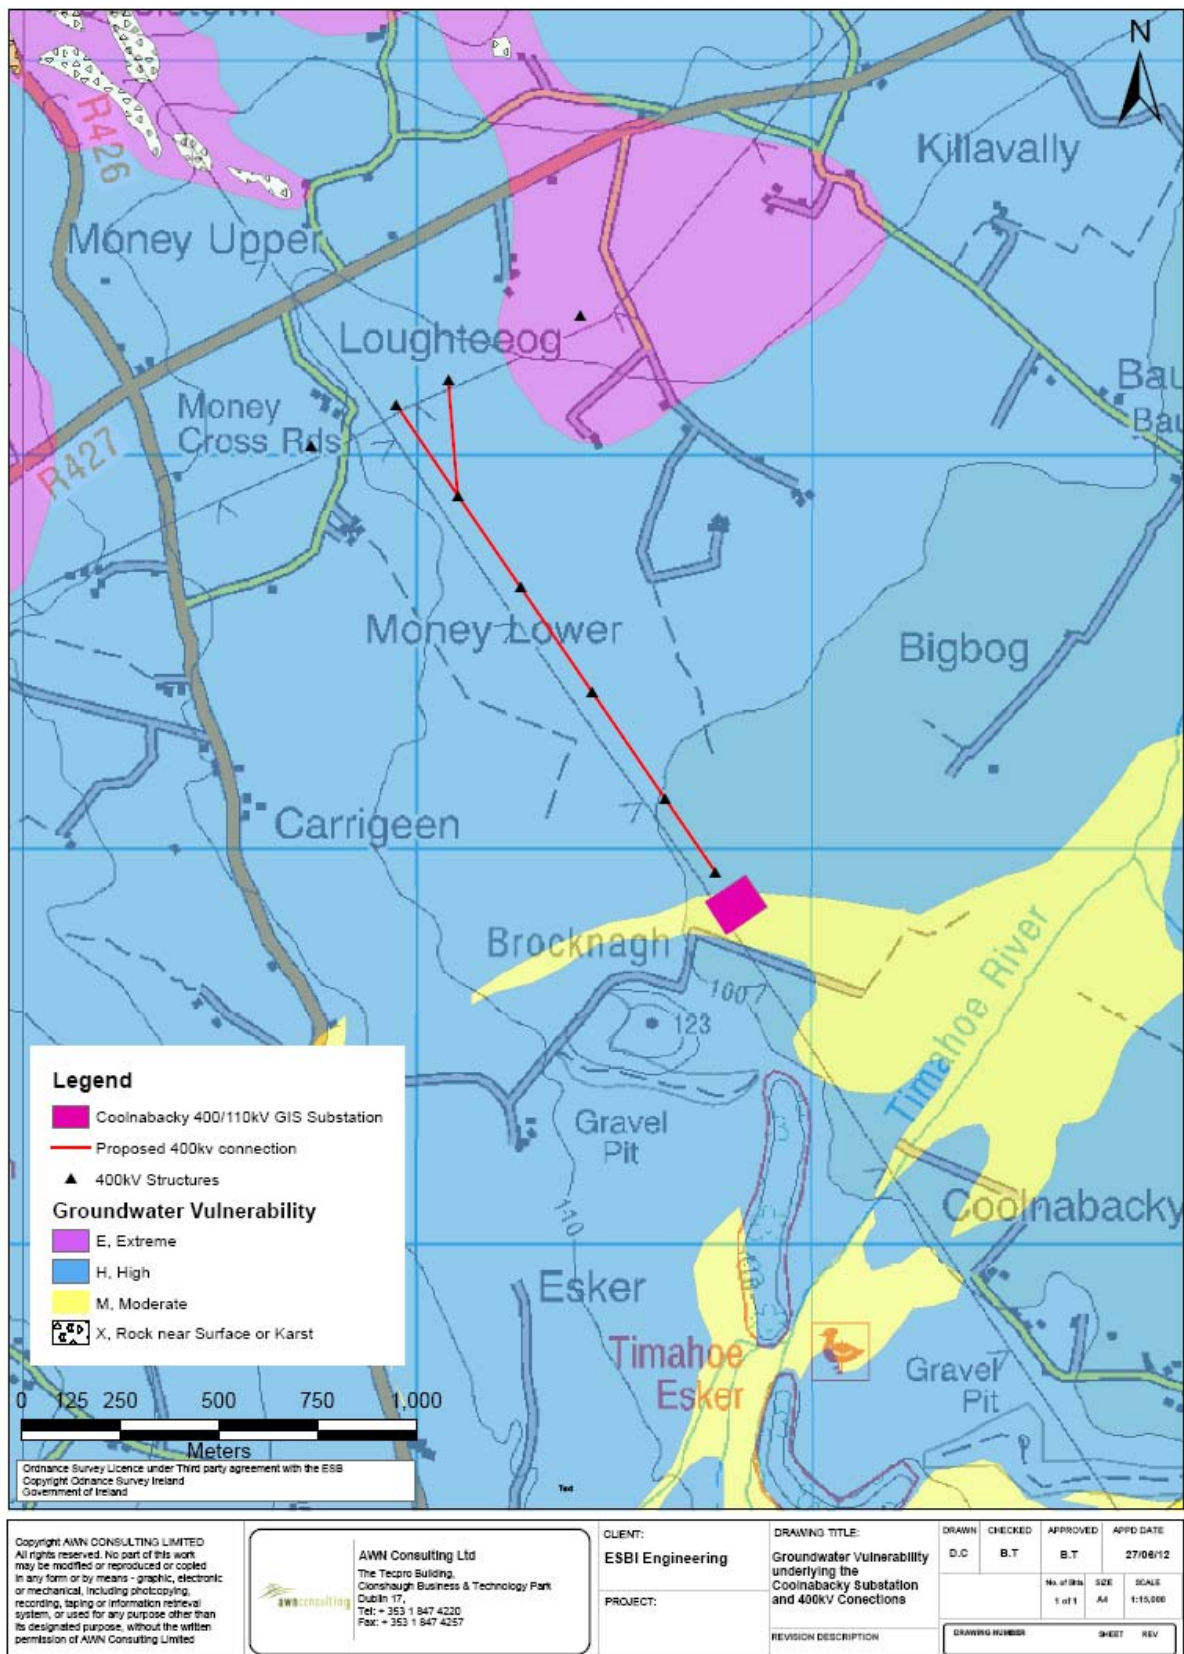 N
R426
Killavally
Money Upper
Loughteeog
Bau
Money
Cross Rds
Bau
R427
Money Lower
Bigbog
Carrigeen
Brocknagh
100
123
Timahoe River
Gravel
Pit
110
Coolnabacky
Esker
Timahoe
Esker
Gravel
Pit
Legend
Coolnabacky 400/110kV GIS Substation
Proposed 400kv connection
400kV Structures
Groundwater Vulnerability
E, Extreme
H, High
M, Moderate
X, Rock near Surface or Karst
0 125 250 500 750 1,000
Meters
Ordnance Survey Licence under Third party agreement with the ESB
Copyright Odnance Survey Ireland
Government of Ireland
Text
Copyright AWN CONSULTING LIMITED
All rights reserved. No part of this work
may be modified or reproduced or copied
in any form or by means - graphic, electronic
or mechanical, including photcopying,
recording, taping or information retrieval
system, or used for any purpose other than
its designated purpose, without the written
permission of AWN Consulting Limited
awnconsulting
AWN Consulting Ltd
The Tecpro Building,
Clonshaugh Business & Technology Park
Dublin 17,
Tel: + 353 1 847 4220
Fax: + 353 1 847 4257
CLIENT:
ESBI Engineering
PROJECT:
DRAWING TITLE:
Groundwater Vulnerability
underlying the
Coolnabacky Substation
and 400kV Conections
REVISION DESCRIPTION
DRAWN CHECKED APPROVED APPD DATE
D.C B.T B.T 27/06/12
No. of Shts SIZE SCALE
1 of 1 A4 1:15,000
DRAWING NUMBER SHEET REV